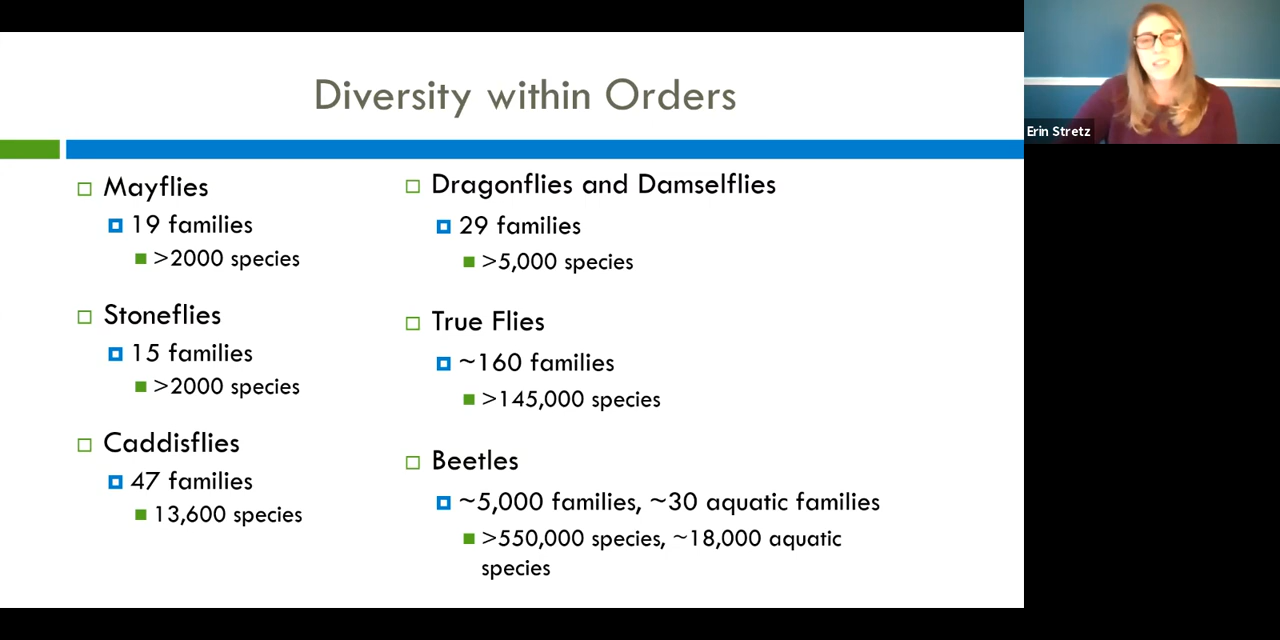 Diversity within Orders
Mayflies
19 families
>2000 species
Stoneflies
15 families
>2000 species
Caddisflies
47 families
13,600 species
Dragonflies and Damselflies
29 families
>5,000 species
True Flies
~160 families
>145,000 species
Beetles
~5,000 families, ~30 aquatic families
>550,000 species, ~18,000 aquatic
species
Erin Stretz